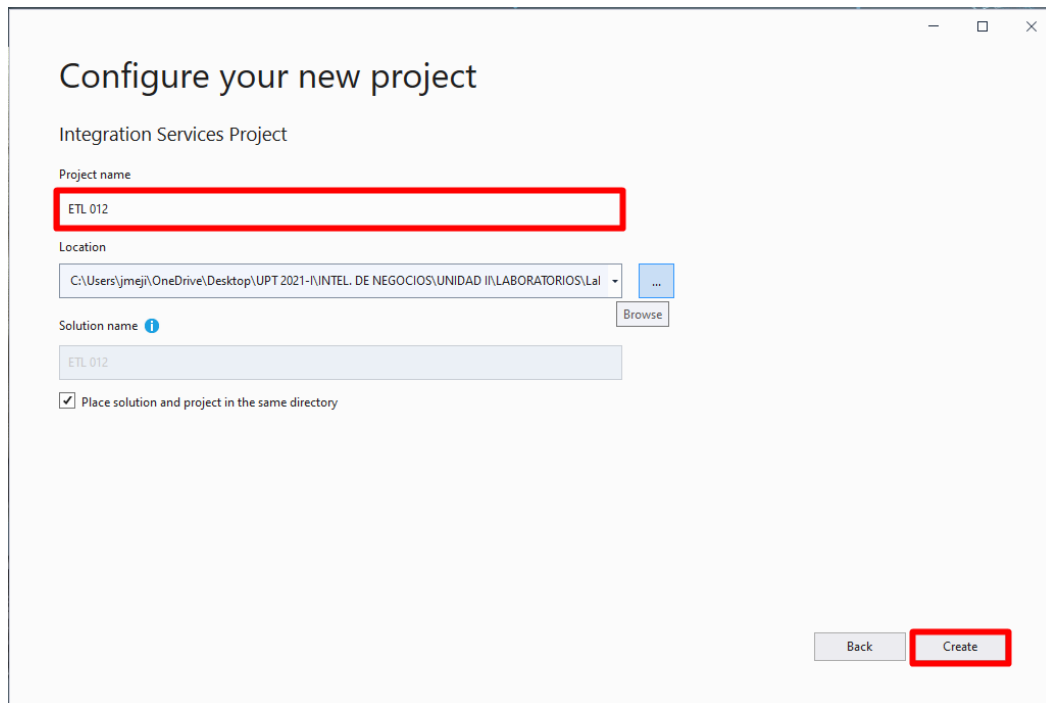 Configure your new project
Integration Services Project
Project name
ETL 012
Location
C:\Users\jmeji\OneDrive\Desktop\UPT 2021-I\INTEL. DE NEGOCIOS\UNIDAD II\LABORATORIOS\Lal
...
Browse
Solution name
ETL 012
Place solution and project in the same directory
Back Create